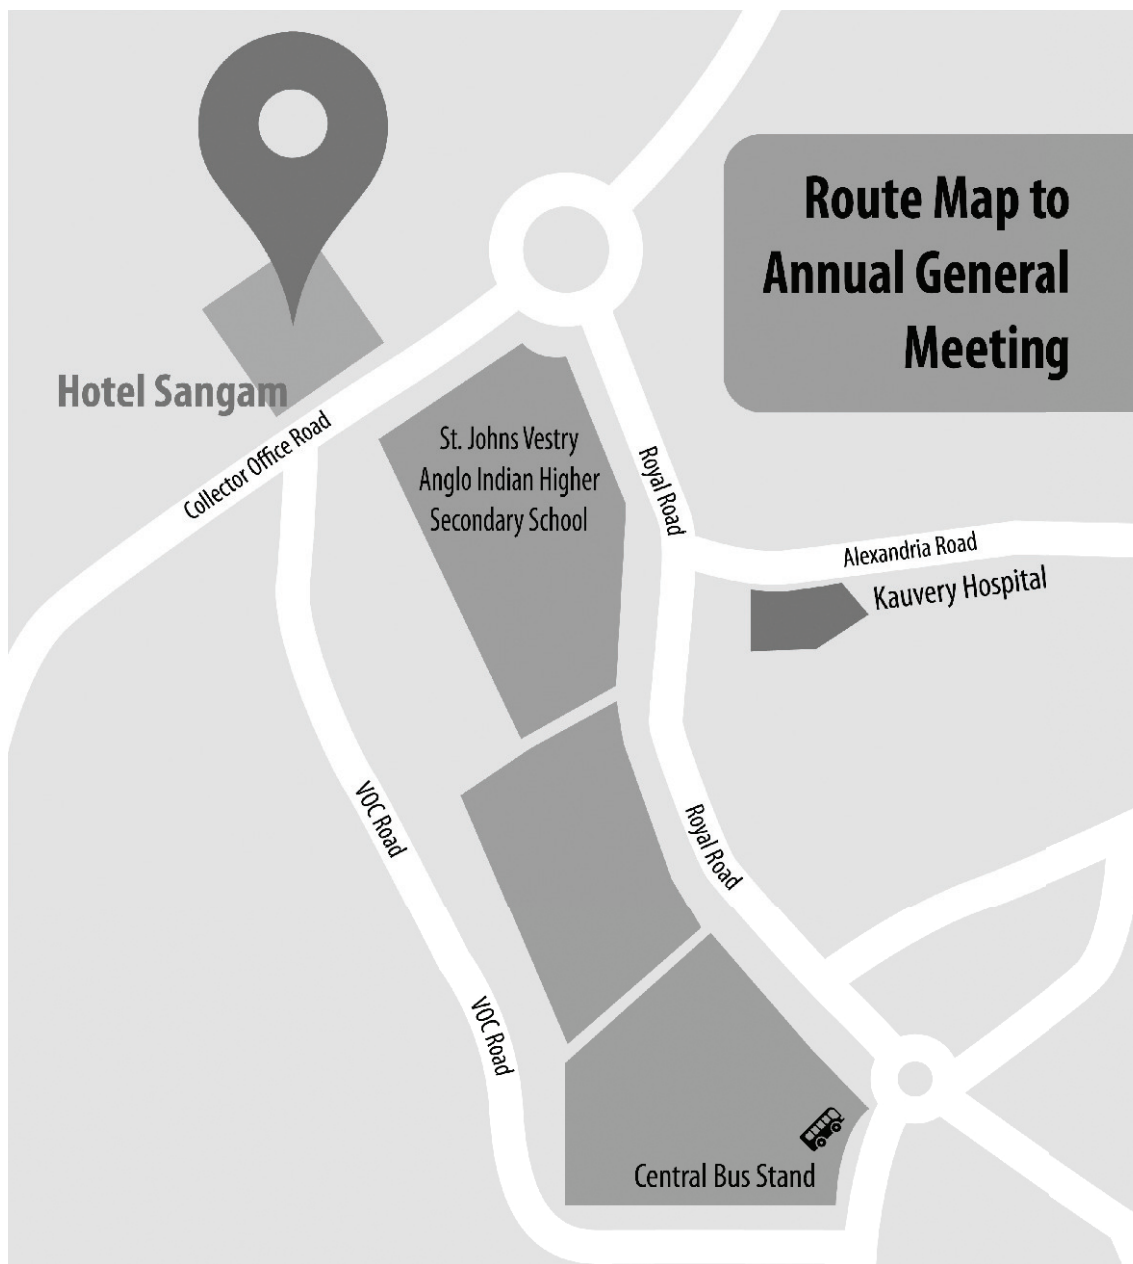 Route Map to
Annual General
Meeting
Hotel Sangam
Collector Office Road
St. Johns Vestry
Anglo Indian Higher
Secondary School
Royal Road
Alexandria Road
Kauvery Hospital
VOC Road
Royal Road
VOC Road
Central Bus Stand